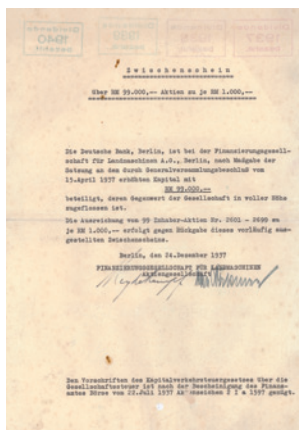 Zwischenschein
über RM 99.000,-- Aktien zu je RM 1.000,--
Die Deutsche Bank, Berlin, ist bei der Finanzierungsgesell-
schaft für Landmaschinen A.G., Berlin, nach Maßgabe der
Satzung an dem durch Generalversammlungsbeschluß vom
15.April 1937 erhöhten Kapital mit
RM 99.000.--
beteiligt, deren Gegenwert der Gesellschaft in voller Höhe
zugeflossen ist.
Die Ausreichung von 99 Inhaber-Aktien Nr. 2601 - 2699 zu
je RM 1.000,-- erfolgt gegen Rückgabe dieses vorläufig aus-
gestellten Zwischenscheins.
Berlin, den 24.Dezember 1937
FINANZIERUNGSGESELLSCHAFT FÜR LANDMASCHINEN
Aktiengesellschaft
Den Vorschriften des Kapitalverkehrsteuergesetzes über die
Gesellschaftsteuer ist nach der Bescheinigung des Finanz-
amtes Börse vom 22.Juli 1937 genügt.